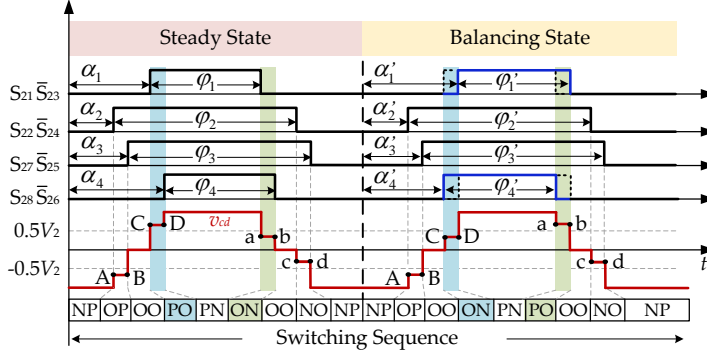 Steady State Balancing State
α₁ φ₁ α₁' φ₁'
S₂₁ S̅₂₃
α₂ φ₂ α₂' φ₂'
S₂₂ S̅₂₄
α₃ φ₃ α₃' φ₃'
S₂₇ S̅₂₅
α₄ φ₄ α₄' φ₄'
S₂₈ S̅₂₆
C D v_cd a b C D a b
0.5V₂
-0.5V₂ A B c d A B c d t
NP OP OO PO PN ON OO NO NP OP OO ON PN PO OO NO NP
Switching Sequence